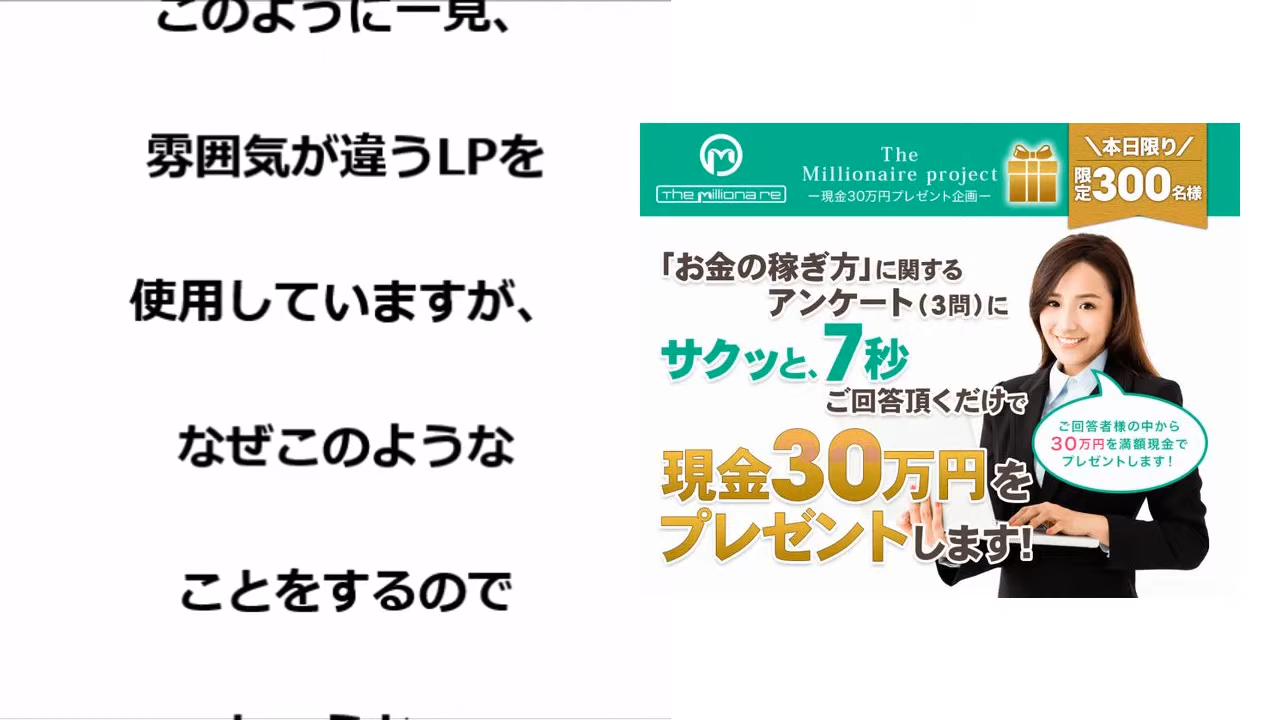 このように一見、
雰囲気が違うLPを
使用していますが、
なぜこのような
ことをするので
しょうか
The Millionaire
The
Millionaire project
ー現金30万円プレゼント企画ー
＼本日限り／
限定300名様
「お金の稼ぎ方」に関する
アンケート（3問）に
サクッと、7秒
ご回答頂くだけで
現金30万円を
プレゼントします!
ご回答者様の中から
30万円を満額現金で
プレゼントします!